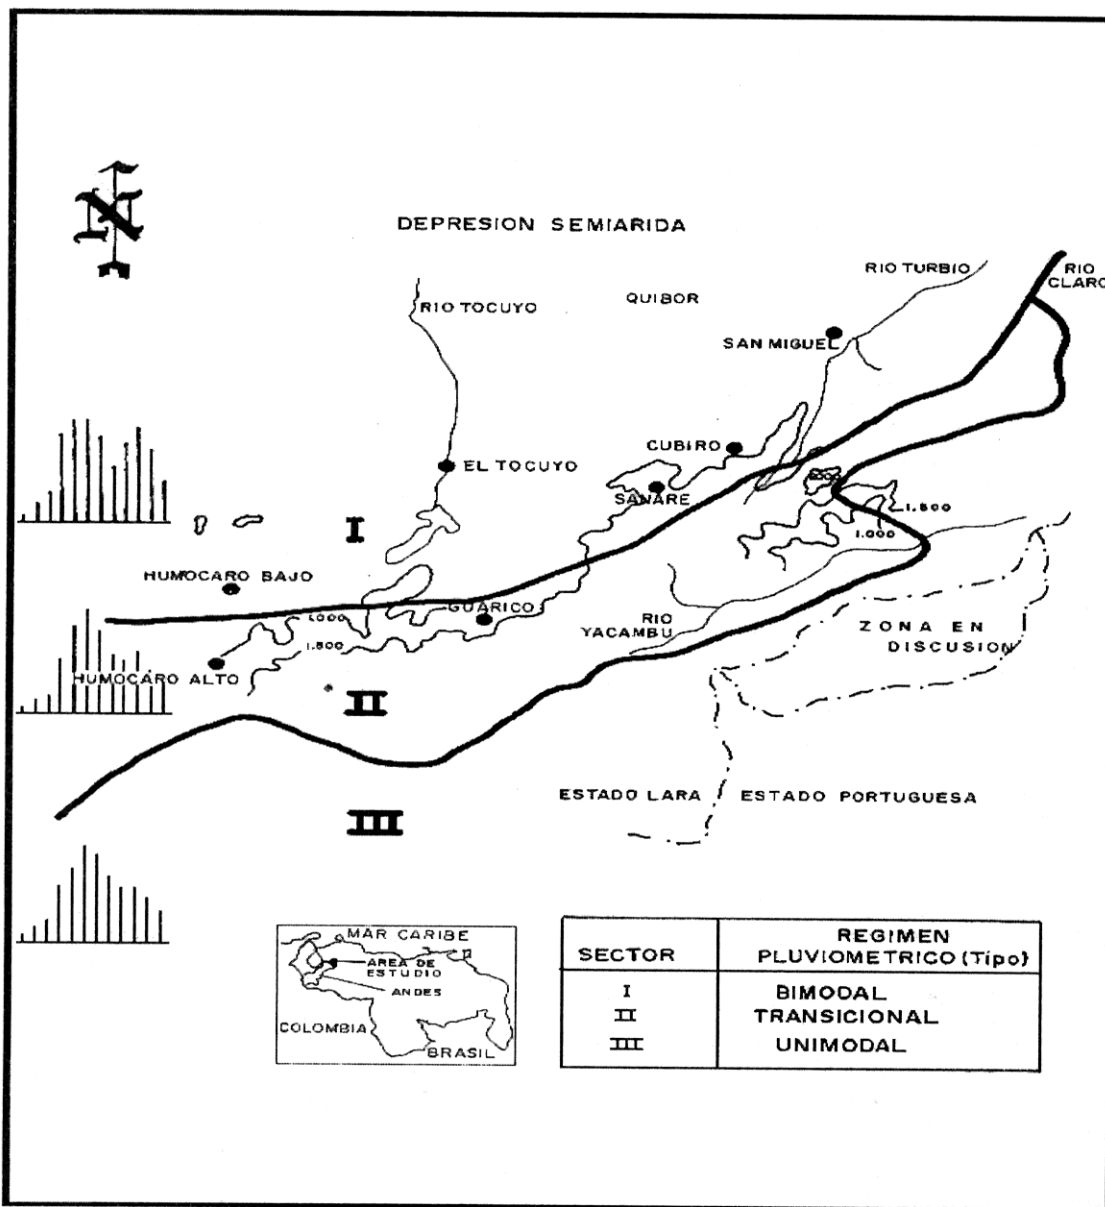 N
DEPRESION SEMIARIDA
RIO TURBIO
RIO
CLARO
RIO TOCUYO
QUIBOR
SAN MIGUEL
CUBIRO
EL TOCUYO
SANARE
I
1.500
1.000
HUMOCARO BAJO
GUARICO
1.000
1.500
RIO
YACAMBU
ZONA EN
DISCUSION
HUMOCARO ALTO
II
ESTADO LARA
ESTADO PORTUGUESA
III
MAR CARIBE
AREA DE
ESTUDIO
ANDES
COLOMBIA
BRASIL
SECTOR
REGIMEN
PLUVIOMETRICO (Tipo)
I BIMODAL
II TRANSICIONAL
III UNIMODAL